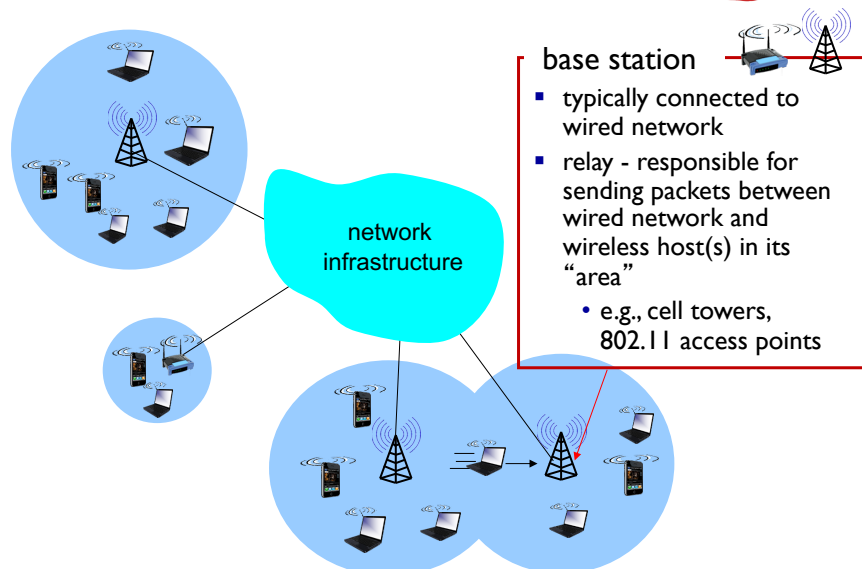 base station
typically connected to
wired network
relay - responsible for
sending packets between
wired network and
wireless host(s) in its
“area”
e.g., cell towers,
802.11 access points
network
infrastructure